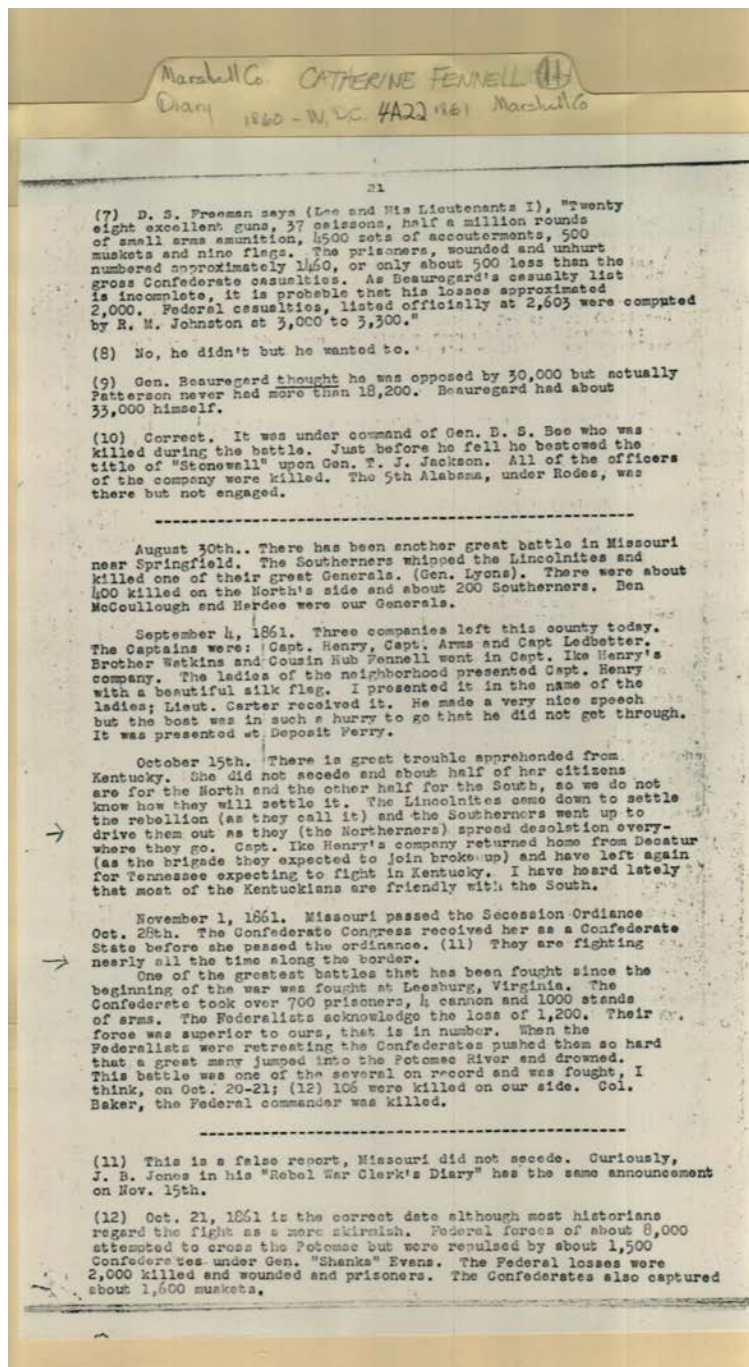 Marshall Co CATHERINE FENNELL 11
Diary 1860 - W, D.C. 4A22 1861 Marshall Co
21
(7) D. S. Freeman says (Lee and His Lieutenants I), "Twenty
eight excellent guns, 37 caissons, half a million rounds
of small arms amunition, 4500 sets of accouterments, 500
muskets and nine flags. The prisoners, wounded and unhurt
numbered approximately 1460, or only about 500 less than the
gross Confederate casualties. As Beauregard's casualty list
is incomplete, it is probable that his losses approximated
2,000. Federal casualties, listed officially at 2,603 were computed
by R. M. Johnston at 3,000 to 3,300."
(8) No, he didn't but he wanted to.
(9) Gen. Beauregard thought he was opposed by 30,000 but actually
Patterson never had more than 18,200. Beauregard had about
33,000 himself.
(10) Correct. It was under command of Gen. B. S. Bee who was
killed during the battle. Just before he fell he bestowed the
title of "Stonewall" upon Gen. T. J. Jackson. All of the officers
of the company were killed. The 5th Alabama, under Rodes, was
there but not engaged.
August 30th.. There has been another great battle in Missouri
near Springfield. The Southerners whipped the Lincolnites and
killed one of their great Generals. (Gen. Lyons). There were about
400 killed on the North's side and about 200 Southerners. Ben
McCoullough and Hardee were our Generals.
September 4, 1861. Three companies left this county today.
The Captains were: Capt. Henry, Capt. Arms and Capt Ledbetter.
Brother Watkins and Cousin Hub Fennell went in Capt. Ike Henry's
company. The ladies of the neighborhood presented Capt. Henry
with a beautiful silk flag. I presented it in the name of the
ladies; Lieut. Carter received it. He made a very nice speech
but the boat was in such a hurry to go that he did not get through.
It was presented at Deposit Ferry.
October 15th. There is great trouble apprehended from
Kentucky. She did not secede and about half of her citizens
are for the North and the other half for the South, so we do not
know how they will settle it. The Lincolnites came down to settle
the rebellion (as they call it) and the Southerners went up to
drive them out as they (the Northerners) spread desolation every-
where they go. Capt. Ike Henry's company returned home from Decatur
(as the brigade they expected to join broke up) and have left again
for Tennessee expecting to fight in Kentucky. I have heard lately
that most of the Kentuckians are friendly with the South.
November 1, 1861. Missouri passed the Secession Ordiance
Oct. 28th. The Confederate Congress received her as a Confederate
State before she passed the ordinance. (11) They are fighting
nearly all the time along the border.
One of the greatest battles that has been fought since the
beginning of the war was fought at Leesburg, Virginia. The
Confederate took over 700 prisoners, 4 cannon and 1000 stands
of arms. The Federalists acknowledge the loss of 1,200. Their
force was superior to ours, that is in number. When the
Federalists were retreating the Confederates pushed them so hard
that a great many jumped into the Potomac River and drowned.
This battle was one of the several on record and was fought, I
think, on Oct. 20-21; (12) 106 were killed on our side. Col.
Baker, the Federal commander was killed.
(11) This is a false report, Missouri did not secede. Curiously,
J. B. Jones in his "Rebel War Clerk's Diary" has the same announcement
on Nov. 15th.
(12) Oct. 21, 1861 is the correct date although most historians
regard the fight as a mere skirmish. Federal forces of about 8,000
attempted to cross the Potomac but were repulsed by about 1,500
Confederates under Gen. "Shanks" Evans. The Federal losses were
2,000 killed and wounded and prisoners. The Confederates also captured
about 1,600 muskets.